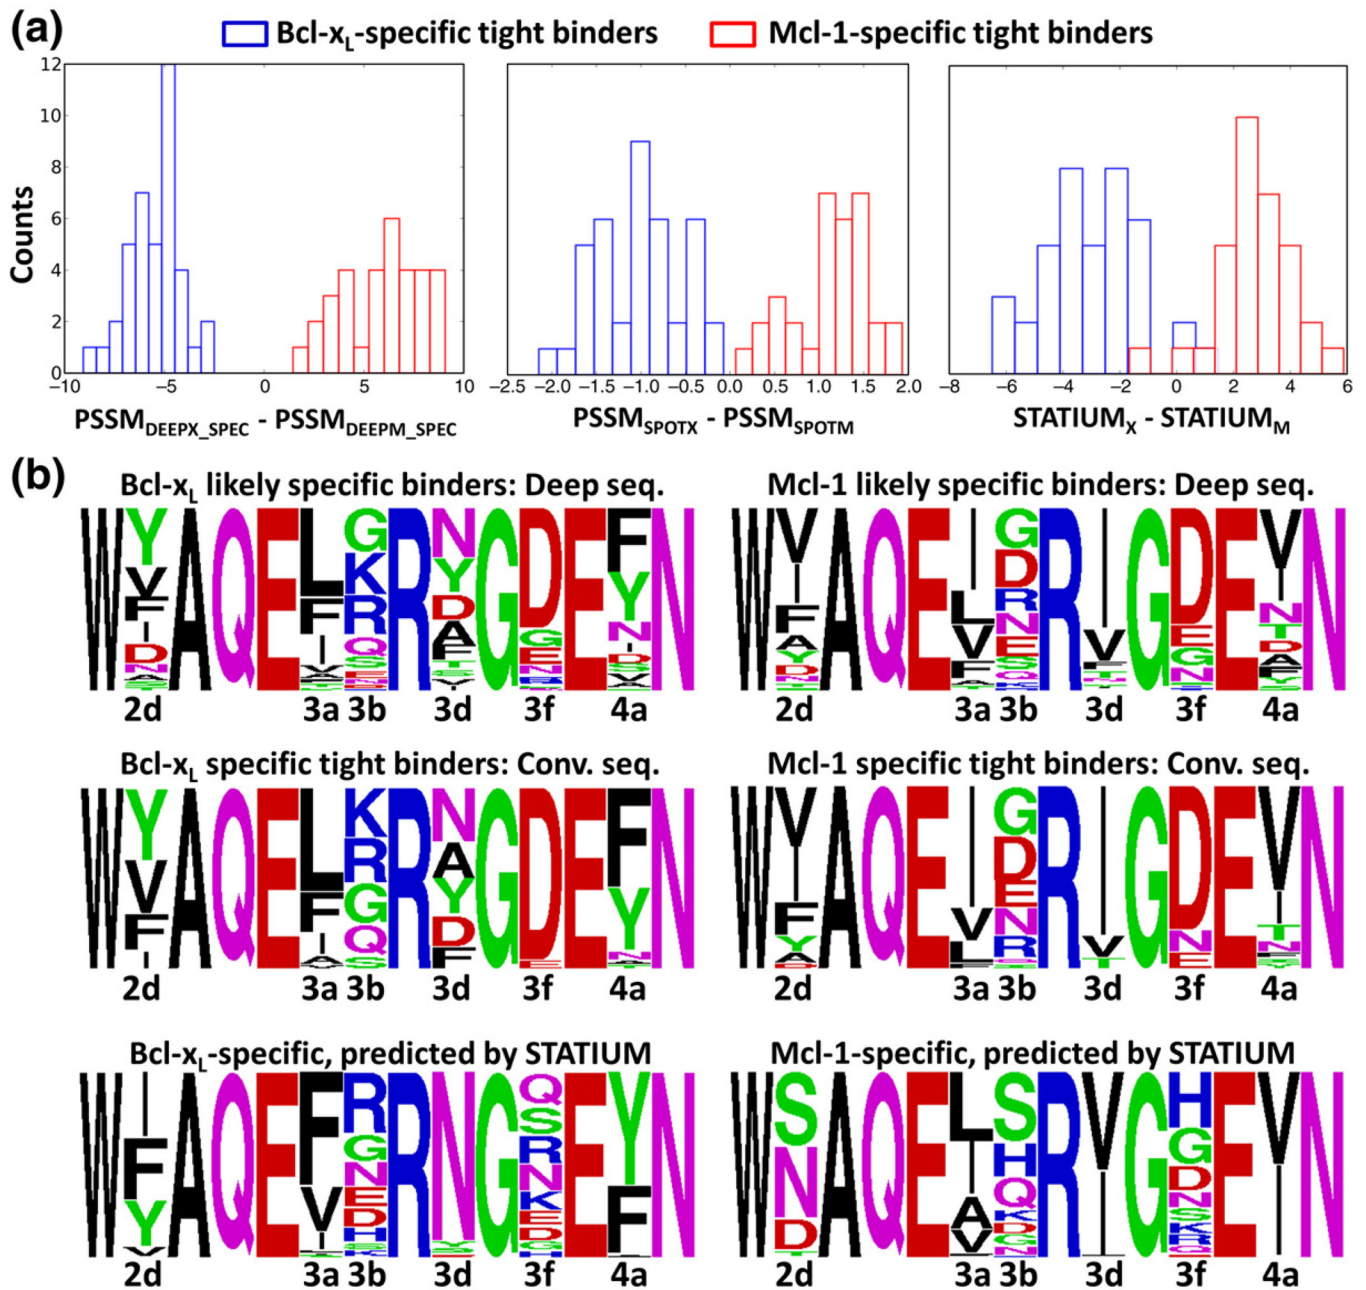 (a)
Bcl-xL-specific tight binders Mcl-1-specific tight binders
Counts
12
10
8
6
4
2
0
-10 -5 0 5 10
-2.5 -2.0 -1.5 -1.0 -0.5 0.0 0.5 1.0 1.5 2.0
-8 -6 -4 -2 0 2 4 6
PSSMDEEPX_SPEC - PSSMDEEPM_SPEC
PSSMSPOTX - PSSMSPOTM
STATIUMX - STATIUMM
(b)
Bcl-xL likely specific binders: Deep seq.
2d 3a 3b 3d 3f 4a
Mcl-1 likely specific binders: Deep seq.
2d 3a 3b 3d 3f 4a
Bcl-xL specific tight binders: Conv. seq.
2d 3a 3b 3d 3f 4a
Mcl-1 specific tight binders: Conv. seq.
2d 3a 3b 3d 3f 4a
Bcl-xL-specific, predicted by STATIUM
2d 3a 3b 3d 3f 4a
Mcl-1-specific, predicted by STATIUM
2d 3a 3b 3d 3f 4a